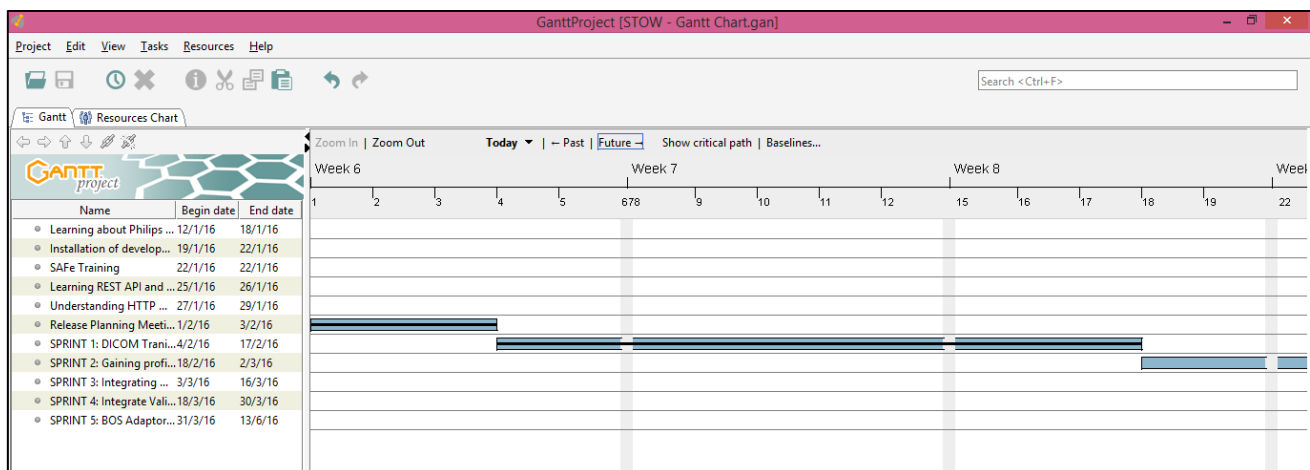 GanttProject [STOW - Gantt Chart.gan]
Project Edit View Tasks Resources Help
Search <Ctrl+F>
Gantt Resources Chart
Zoom In | Zoom Out Today ▼ | ← Past | Future → Show critical path | Baselines...
GANTT project
Week 6 Week 7 Week 8 Week
1 2 3 4 5 678 9 10 11 12 15 16 17 18 19 22
Name Begin date End date
Learning about Philips ... 12/1/16 18/1/16
Installation of develop... 19/1/16 22/1/16
SAFe Training 22/1/16 22/1/16
Learning REST API and ... 25/1/16 26/1/16
Understanding HTTP ... 27/1/16 29/1/16
Release Planning Meeti... 1/2/16 3/2/16
SPRINT 1: DICOM Trani... 4/2/16 17/2/16
SPRINT 2: Gaining profi... 18/2/16 2/3/16
SPRINT 3: Integrating ... 3/3/16 16/3/16
SPRINT 4: Integrate Vali... 18/3/16 30/3/16
SPRINT 5: BOS Adaptor... 31/3/16 13/6/16